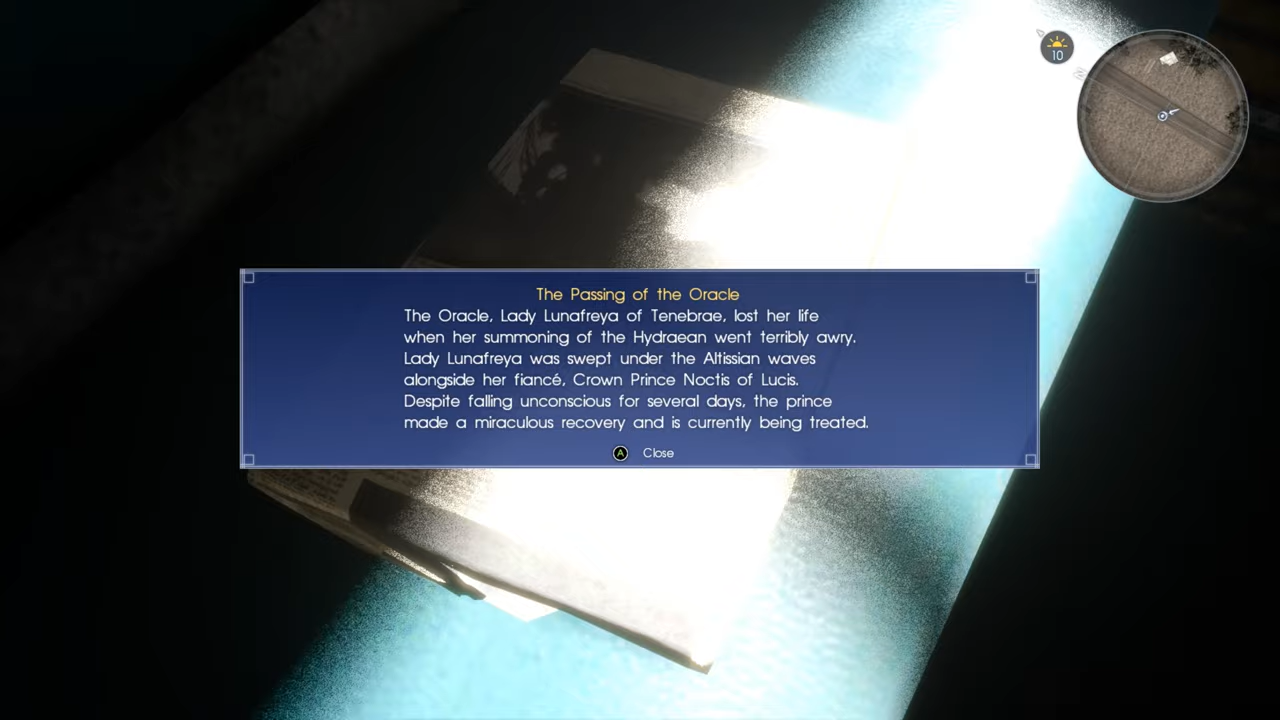 10
N
The Passing of the Oracle
The Oracle, Lady Lunafreya of Tenebrae, lost her life
when her summoning of the Hydraean went terribly awry.
Lady Lunafreya was swept under the Altissian waves
alongside her fiancé, Crown Prince Noctis of Lucis.
Despite falling unconscious for several days, the prince
made a miraculous recovery and is currently being treated.
A Close